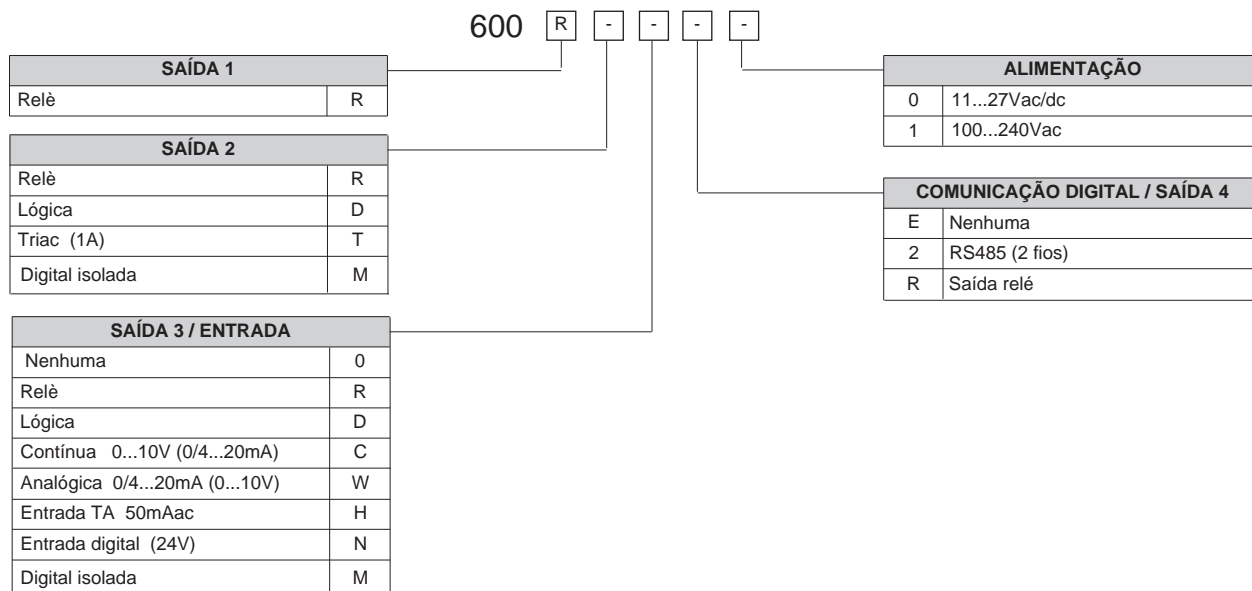 600 R - - - -
SAÍDA 1
Relè R
SAÍDA 2
Relè R
Lógica D
Triac (1A) T
Digital isolada M
SAÍDA 3 / ENTRADA
Nenhuma 0
Relè R
Lógica D
Contínua 0...10V (0/4...20mA) C
Analógica 0/4...20mA (0...10V) W
Entrada TA 50mAac H
Entrada digital (24V) N
Digital isolada M
ALIMENTAÇÃO
0 11...27Vac/dc
1 100...240Vac
COMUNICAÇÃO DIGITAL / SAÍDA 4
E Nenhuma
2 RS485 (2 fios)
R Saída relé